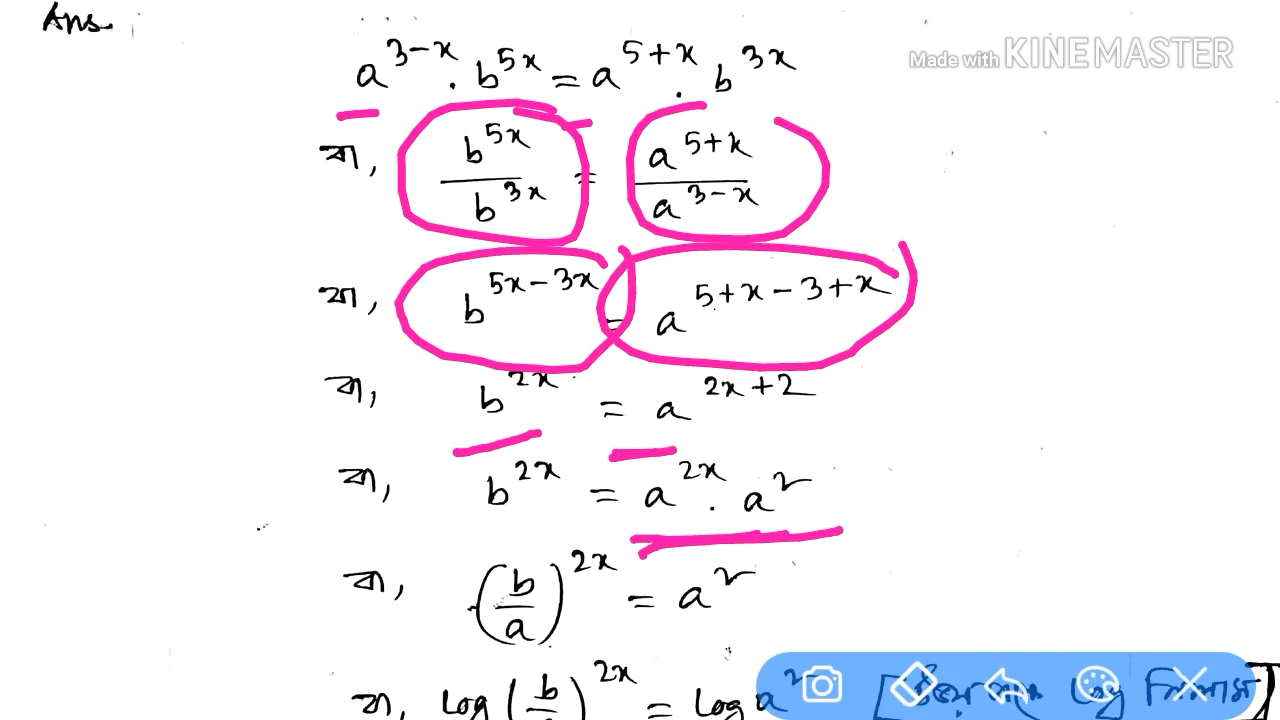 Ans.
Made with KINEMASTER
a^{3-x} . b^{5x} = a^{5+x} . b^{3x}
বা, b^{5x}/b^{3x} = a^{5+x}/a^{3-x}
বা, b^{5x-3x} = a^{5+x-3+x}
বা, b^{2x} = a^{2x+2}
বা, b^{2x} = a^{2x} . a^{2}
বা, (b/a)^{2x} = a^{2}
বা, log(b/)^{2x} = log a^{2} [ log